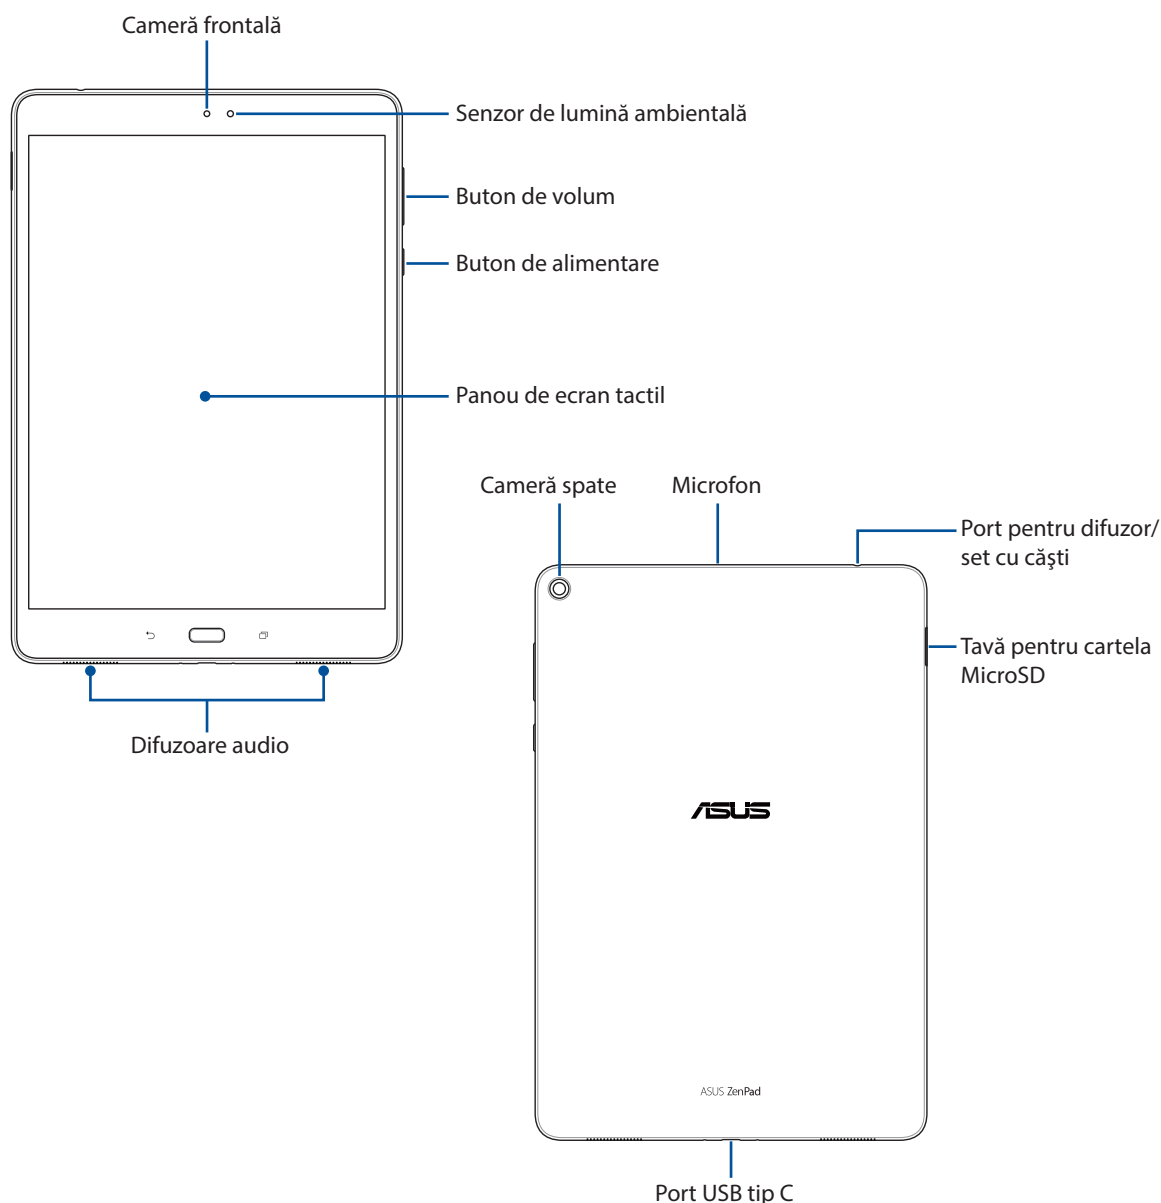 Cameră frontală
Senzor de lumină ambientală
Buton de volum
Buton de alimentare
Panou de ecran tactil
Difuzoare audio
Cameră spate
Microfon
Port pentru difuzor/
set cu căşti
Tavă pentru cartela
MicroSD
ASUS
ASUS ZenPad
Port USB tip C